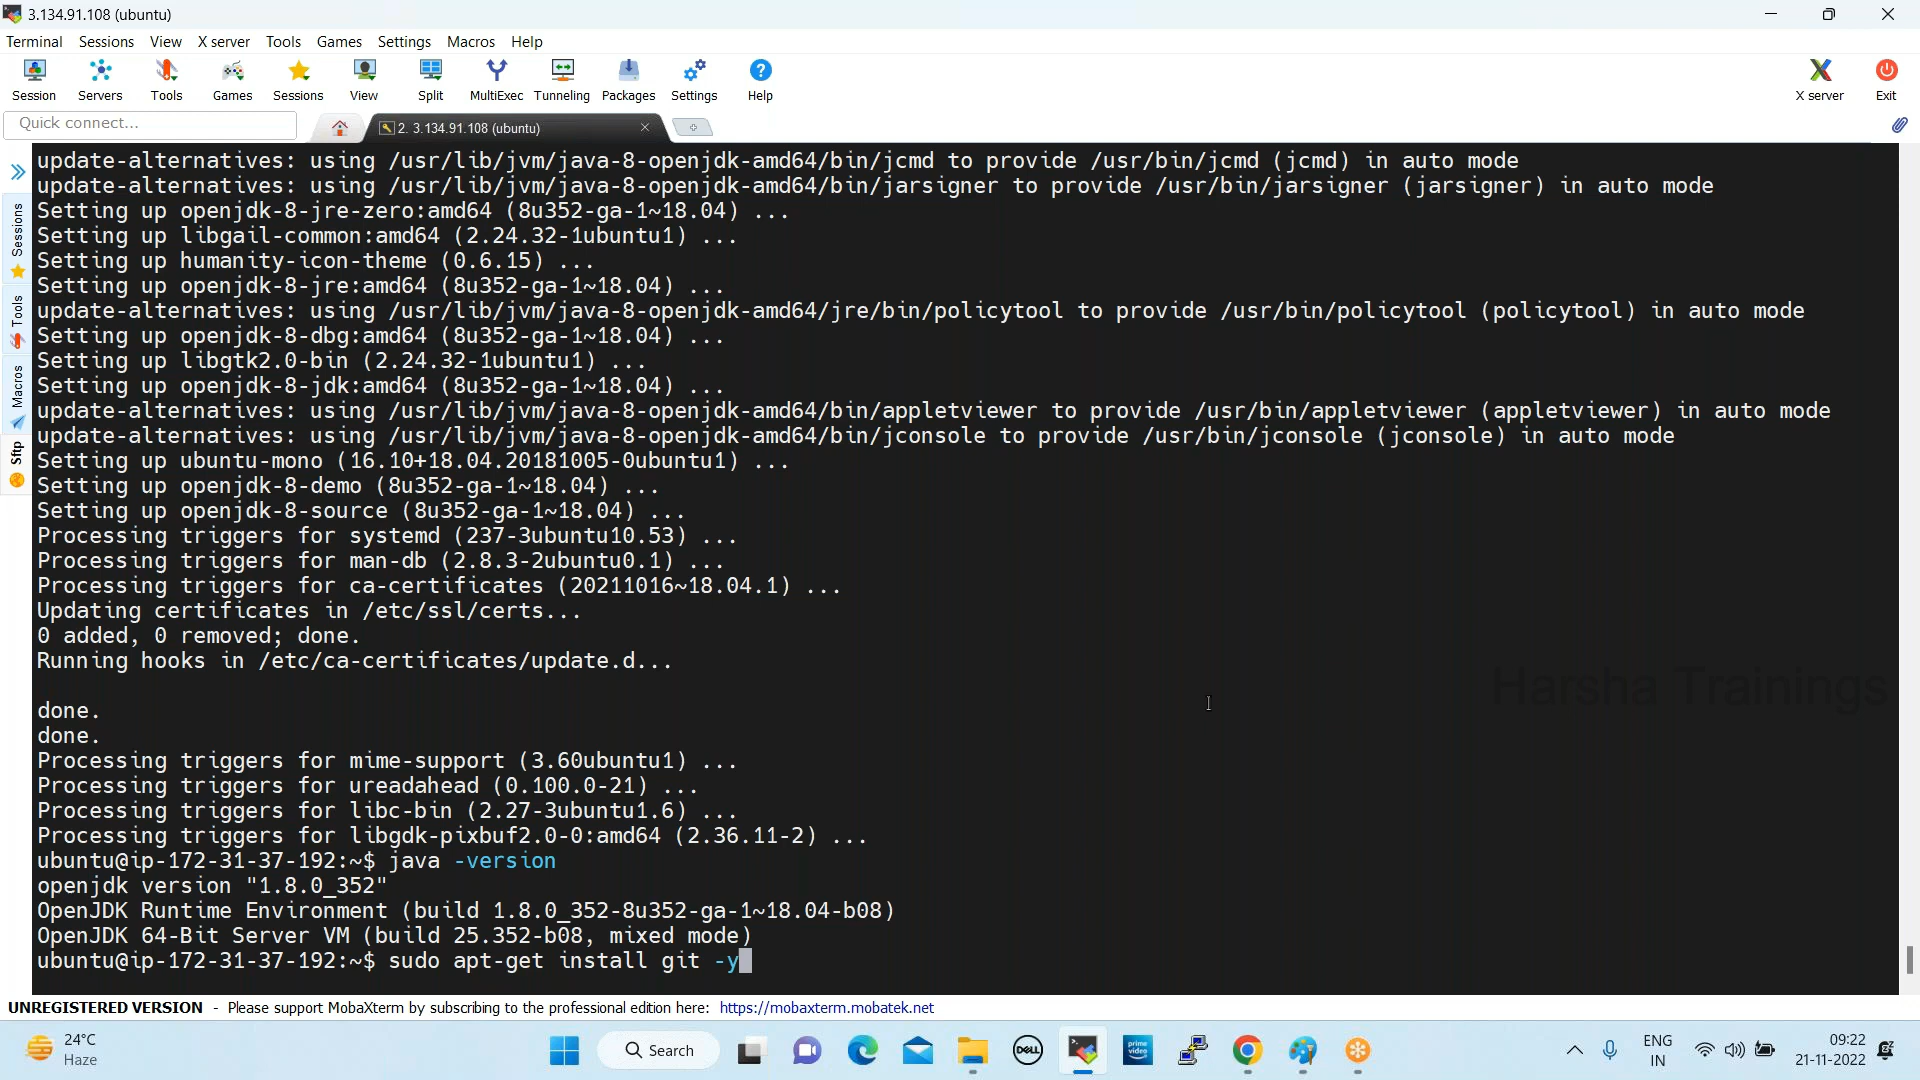 3.134.91.108 (ubuntu)
Terminal Sessions View X server Tools Games Settings Macros Help
Session Servers Tools Games Sessions View Split MultiExec Tunneling Packages Settings Help X server Exit
Quick connect...
2. 3.134.91.108 (ubuntu)
Sessions
Tools
Macros
Sftp
update-alternatives: using /usr/lib/jvm/java-8-openjdk-amd64/bin/jcmd to provide /usr/bin/jcmd (jcmd) in auto mode
update-alternatives: using /usr/lib/jvm/java-8-openjdk-amd64/bin/jarsigner to provide /usr/bin/jarsigner (jarsigner) in auto mode
Setting up openjdk-8-jre-zero:amd64 (8u352-ga-1~18.04) ...
Setting up libgail-common:amd64 (2.24.32-1ubuntu1) ...
Setting up humanity-icon-theme (0.6.15) ...
Setting up openjdk-8-jre:amd64 (8u352-ga-1~18.04) ...
update-alternatives: using /usr/lib/jvm/java-8-openjdk-amd64/jre/bin/policytool to provide /usr/bin/policytool (policytool) in auto mode
Setting up openjdk-8-dbg:amd64 (8u352-ga-1~18.04) ...
Setting up libgtk2.0-bin (2.24.32-1ubuntu1) ...
Setting up openjdk-8-jdk:amd64 (8u352-ga-1~18.04) ...
update-alternatives: using /usr/lib/jvm/java-8-openjdk-amd64/bin/appletviewer to provide /usr/bin/appletviewer (appletviewer) in auto mode
update-alternatives: using /usr/lib/jvm/java-8-openjdk-amd64/bin/jconsole to provide /usr/bin/jconsole (jconsole) in auto mode
Setting up ubuntu-mono (16.10+18.04.20181005-0ubuntu1) ...
Setting up openjdk-8-demo (8u352-ga-1~18.04) ...
Setting up openjdk-8-source (8u352-ga-1~18.04) ...
Processing triggers for systemd (237-3ubuntu10.53) ...
Processing triggers for man-db (2.8.3-2ubuntu0.1) ...
Processing triggers for ca-certificates (20211016~18.04.1) ...
Updating certificates in /etc/ssl/certs...
0 added, 0 removed; done.
Running hooks in /etc/ca-certificates/update.d...
Harsha Trainings
done.
done.
Processing triggers for mime-support (3.60ubuntu1) ...
Processing triggers for ureadahead (0.100.0-21) ...
Processing triggers for libc-bin (2.27-3ubuntu1.6) ...
Processing triggers for libgdk-pixbuf2.0-0:amd64 (2.36.11-2) ...
ubuntu@ip-172-31-37-192:~$ java -version
openjdk version "1.8.0_352"
OpenJDK Runtime Environment (build 1.8.0_352-8u352-ga-1~18.04-b08)
OpenJDK 64-Bit Server VM (build 25.352-b08, mixed mode)
ubuntu@ip-172-31-37-192:~$ sudo apt-get install git -y
UNREGISTERED VERSION - Please support MobaXterm by subscribing to the professional edition here: https://mobaxterm.mobatek.net
24°C
Haze
Search
DELL
prime video
ENG
IN
09:22
21-11-2022